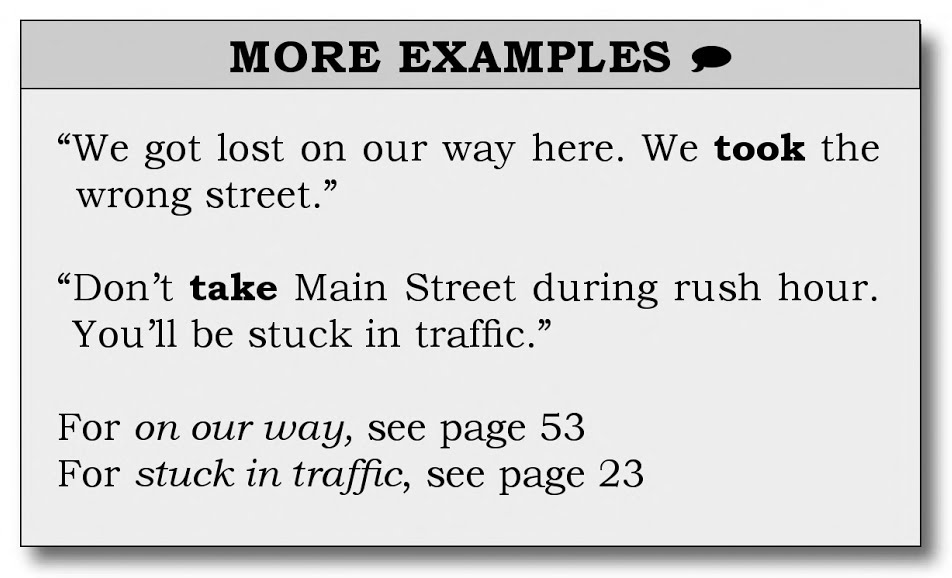 MORE EXAMPLES
“We got lost on our way here. We took the
wrong street.”
“Don’t take Main Street during rush hour.
You’ll be stuck in traffic.”
For on our way, see page 53
For stuck in traffic, see page 23